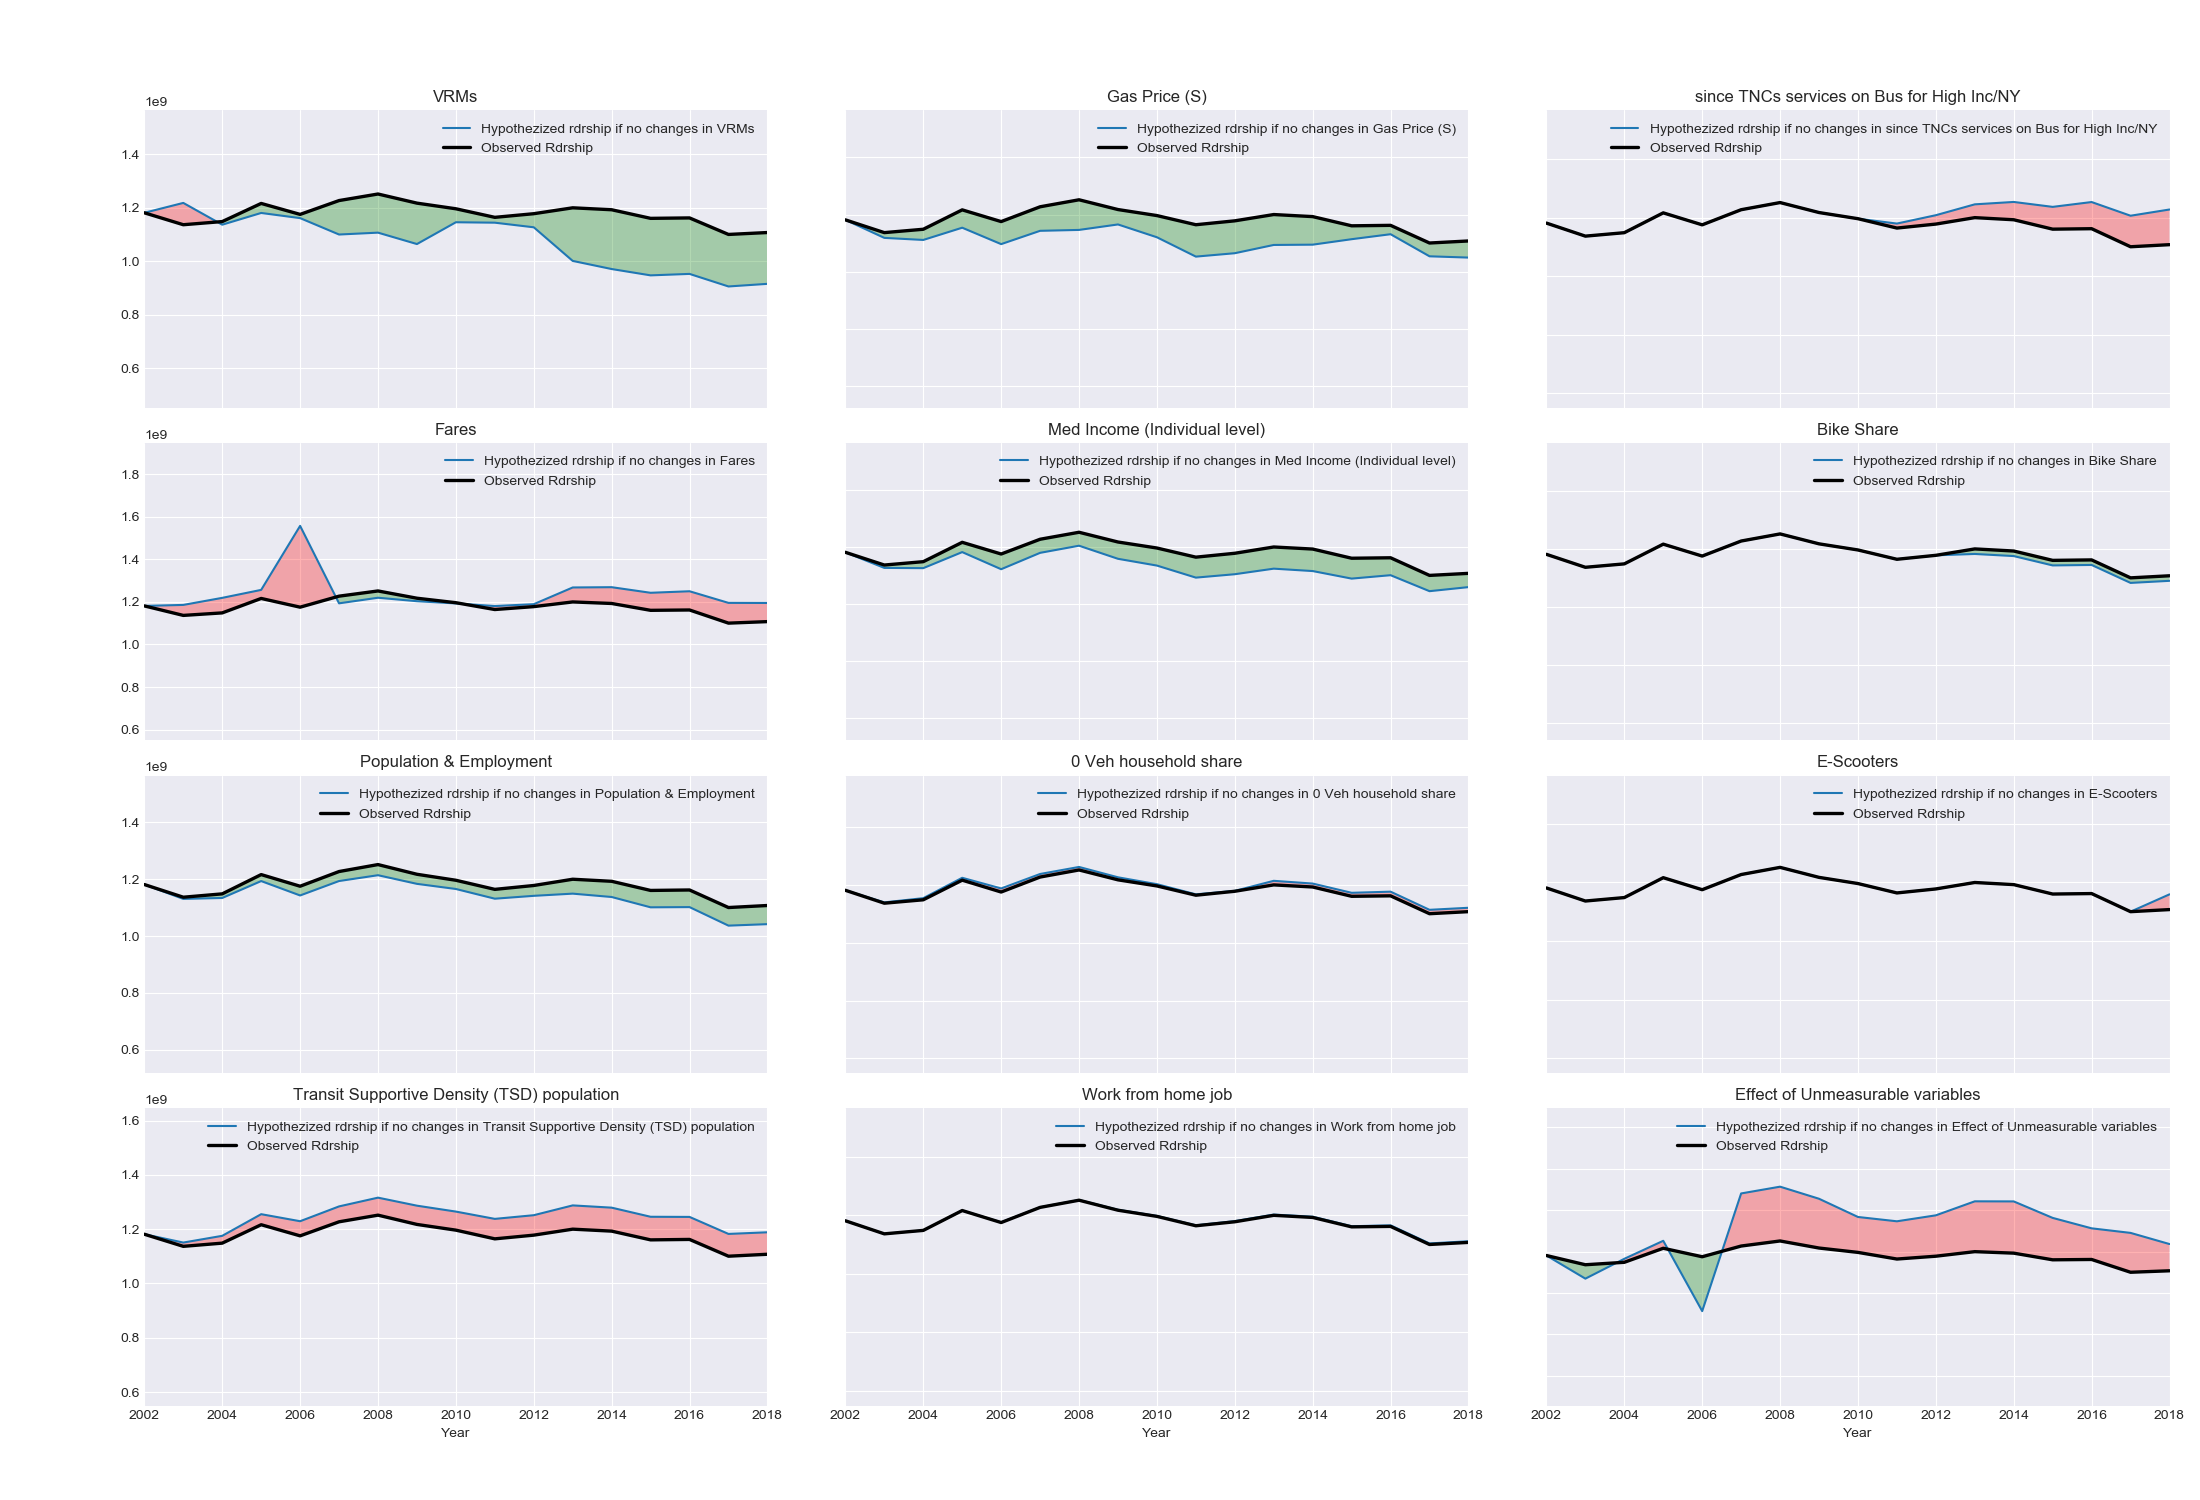 VRMs
1e9
Hypothezized rdrship if no changes in VRMs
Observed Rdrship
1.4
1.2
1.0
0.8
0.6
Gas Price (S)
Hypothezized rdrship if no changes in Gas Price (S)
Observed Rdrship
since TNCs services on Bus for High Inc/NY
Hypothezized rdrship if no changes in since TNCs services on Bus for High Inc/NY
Observed Rdrship
Fares
1e9
Hypothezized rdrship if no changes in Fares
Observed Rdrship
1.8
1.6
1.4
1.2
1.0
0.8
0.6
Med Income (Individual level)
Hypothezized rdrship if no changes in Med Income (Individual level)
Observed Rdrship
Bike Share
Hypothezized rdrship if no changes in Bike Share
Observed Rdrship
Population & Employment
1e9
Hypothezized rdrship if no changes in Population & Employment
Observed Rdrship
1.4
1.2
1.0
0.8
0.6
0 Veh household share
Hypothezized rdrship if no changes in 0 Veh household share
Observed Rdrship
E-Scooters
Hypothezized rdrship if no changes in E-Scooters
Observed Rdrship
Transit Supportive Density (TSD) population
1e9
Hypothezized rdrship if no changes in Transit Supportive Density (TSD) population
Observed Rdrship
1.6
1.4
1.2
1.0
0.8
0.6
2002 2004 2006 2008 2010 2012 2014 2016 2018
Year
Work from home job
Hypothezized rdrship if no changes in Work from home job
Observed Rdrship
2002 2004 2006 2008 2010 2012 2014 2016 2018
Year
Effect of Unmeasurable variables
Hypothezized rdrship if no changes in Effect of Unmeasurable variables
Observed Rdrship
2002 2004 2006 2008 2010 2012 2014 2016 2018
Year